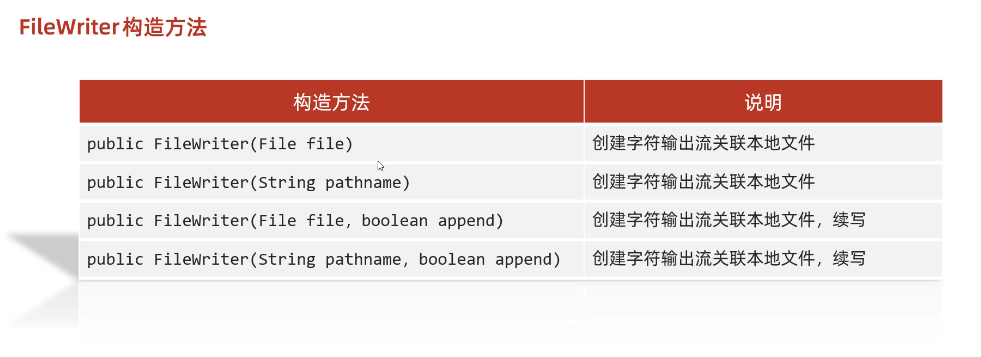 FileWriter构造方法
构造方法 说明
public FileWriter(File file) 创建字符输出流关联本地文件
public FileWriter(String pathname) 创建字符输出流关联本地文件
public FileWriter(File file, boolean append) 创建字符输出流关联本地文件，续写
public FileWriter(String pathname, boolean append) 创建字符输出流关联本地文件，续写